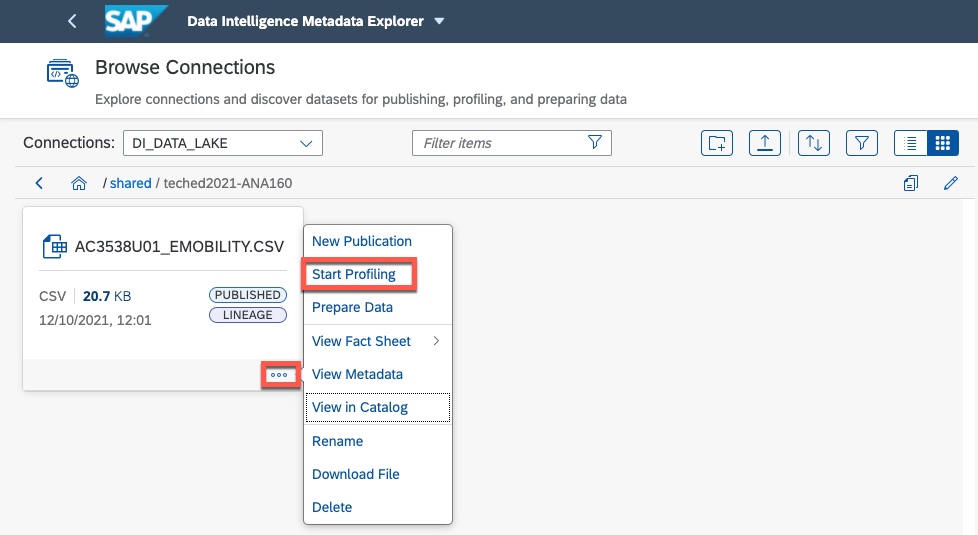 SAP Data Intelligence Metadata Explorer
Browse Connections
Explore connections and discover datasets for publishing, profiling, and preparing data
Connections: DI_DATA_LAKE Filter items
/ shared / teched2021-ANA160
AC3538U01_EMOBILITY.CSV
CSV 20.7 KB PUBLISHED
12/10/2021, 12:01 LINEAGE
New Publication
Start Profiling
Prepare Data
View Fact Sheet
View Metadata
View in Catalog
Rename
Download File
Delete